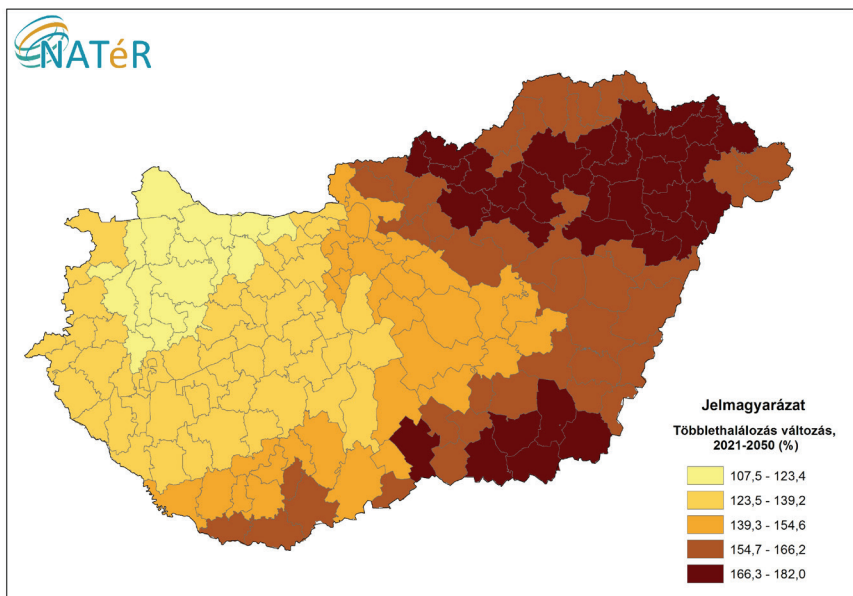 NATéR
Jelmagyarázat
Többlethalálozás változás,
2021-2050 (%)
107,5 - 123,4
123,5 - 139,2
139,3 - 154,6
154,7 - 166,2
166,3 - 182,0